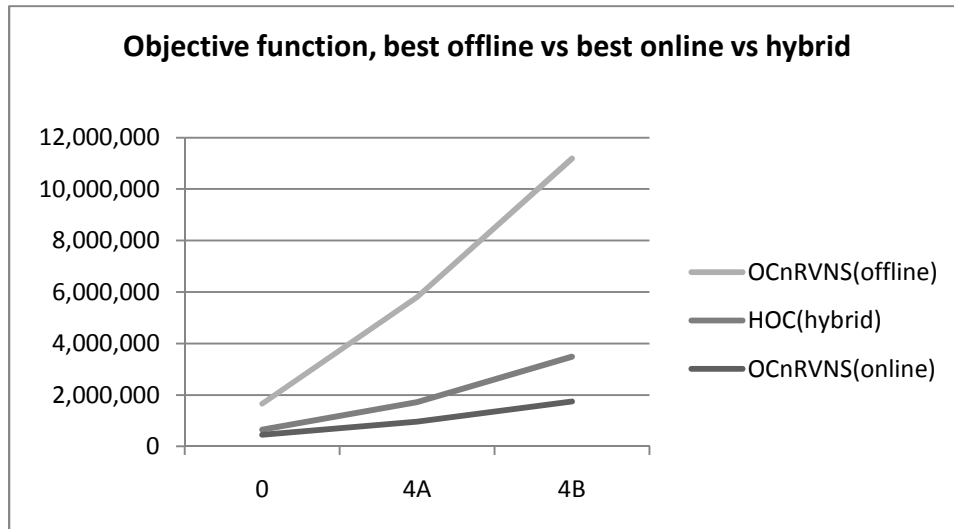 Objective function, best offline vs best online vs hybrid
12,000,000
10,000,000
8,000,000
6,000,000
4,000,000
2,000,000
0
0 4A 4B
OCnRVNS(offline)
HOC(hybrid)
OCnRVNS(online)